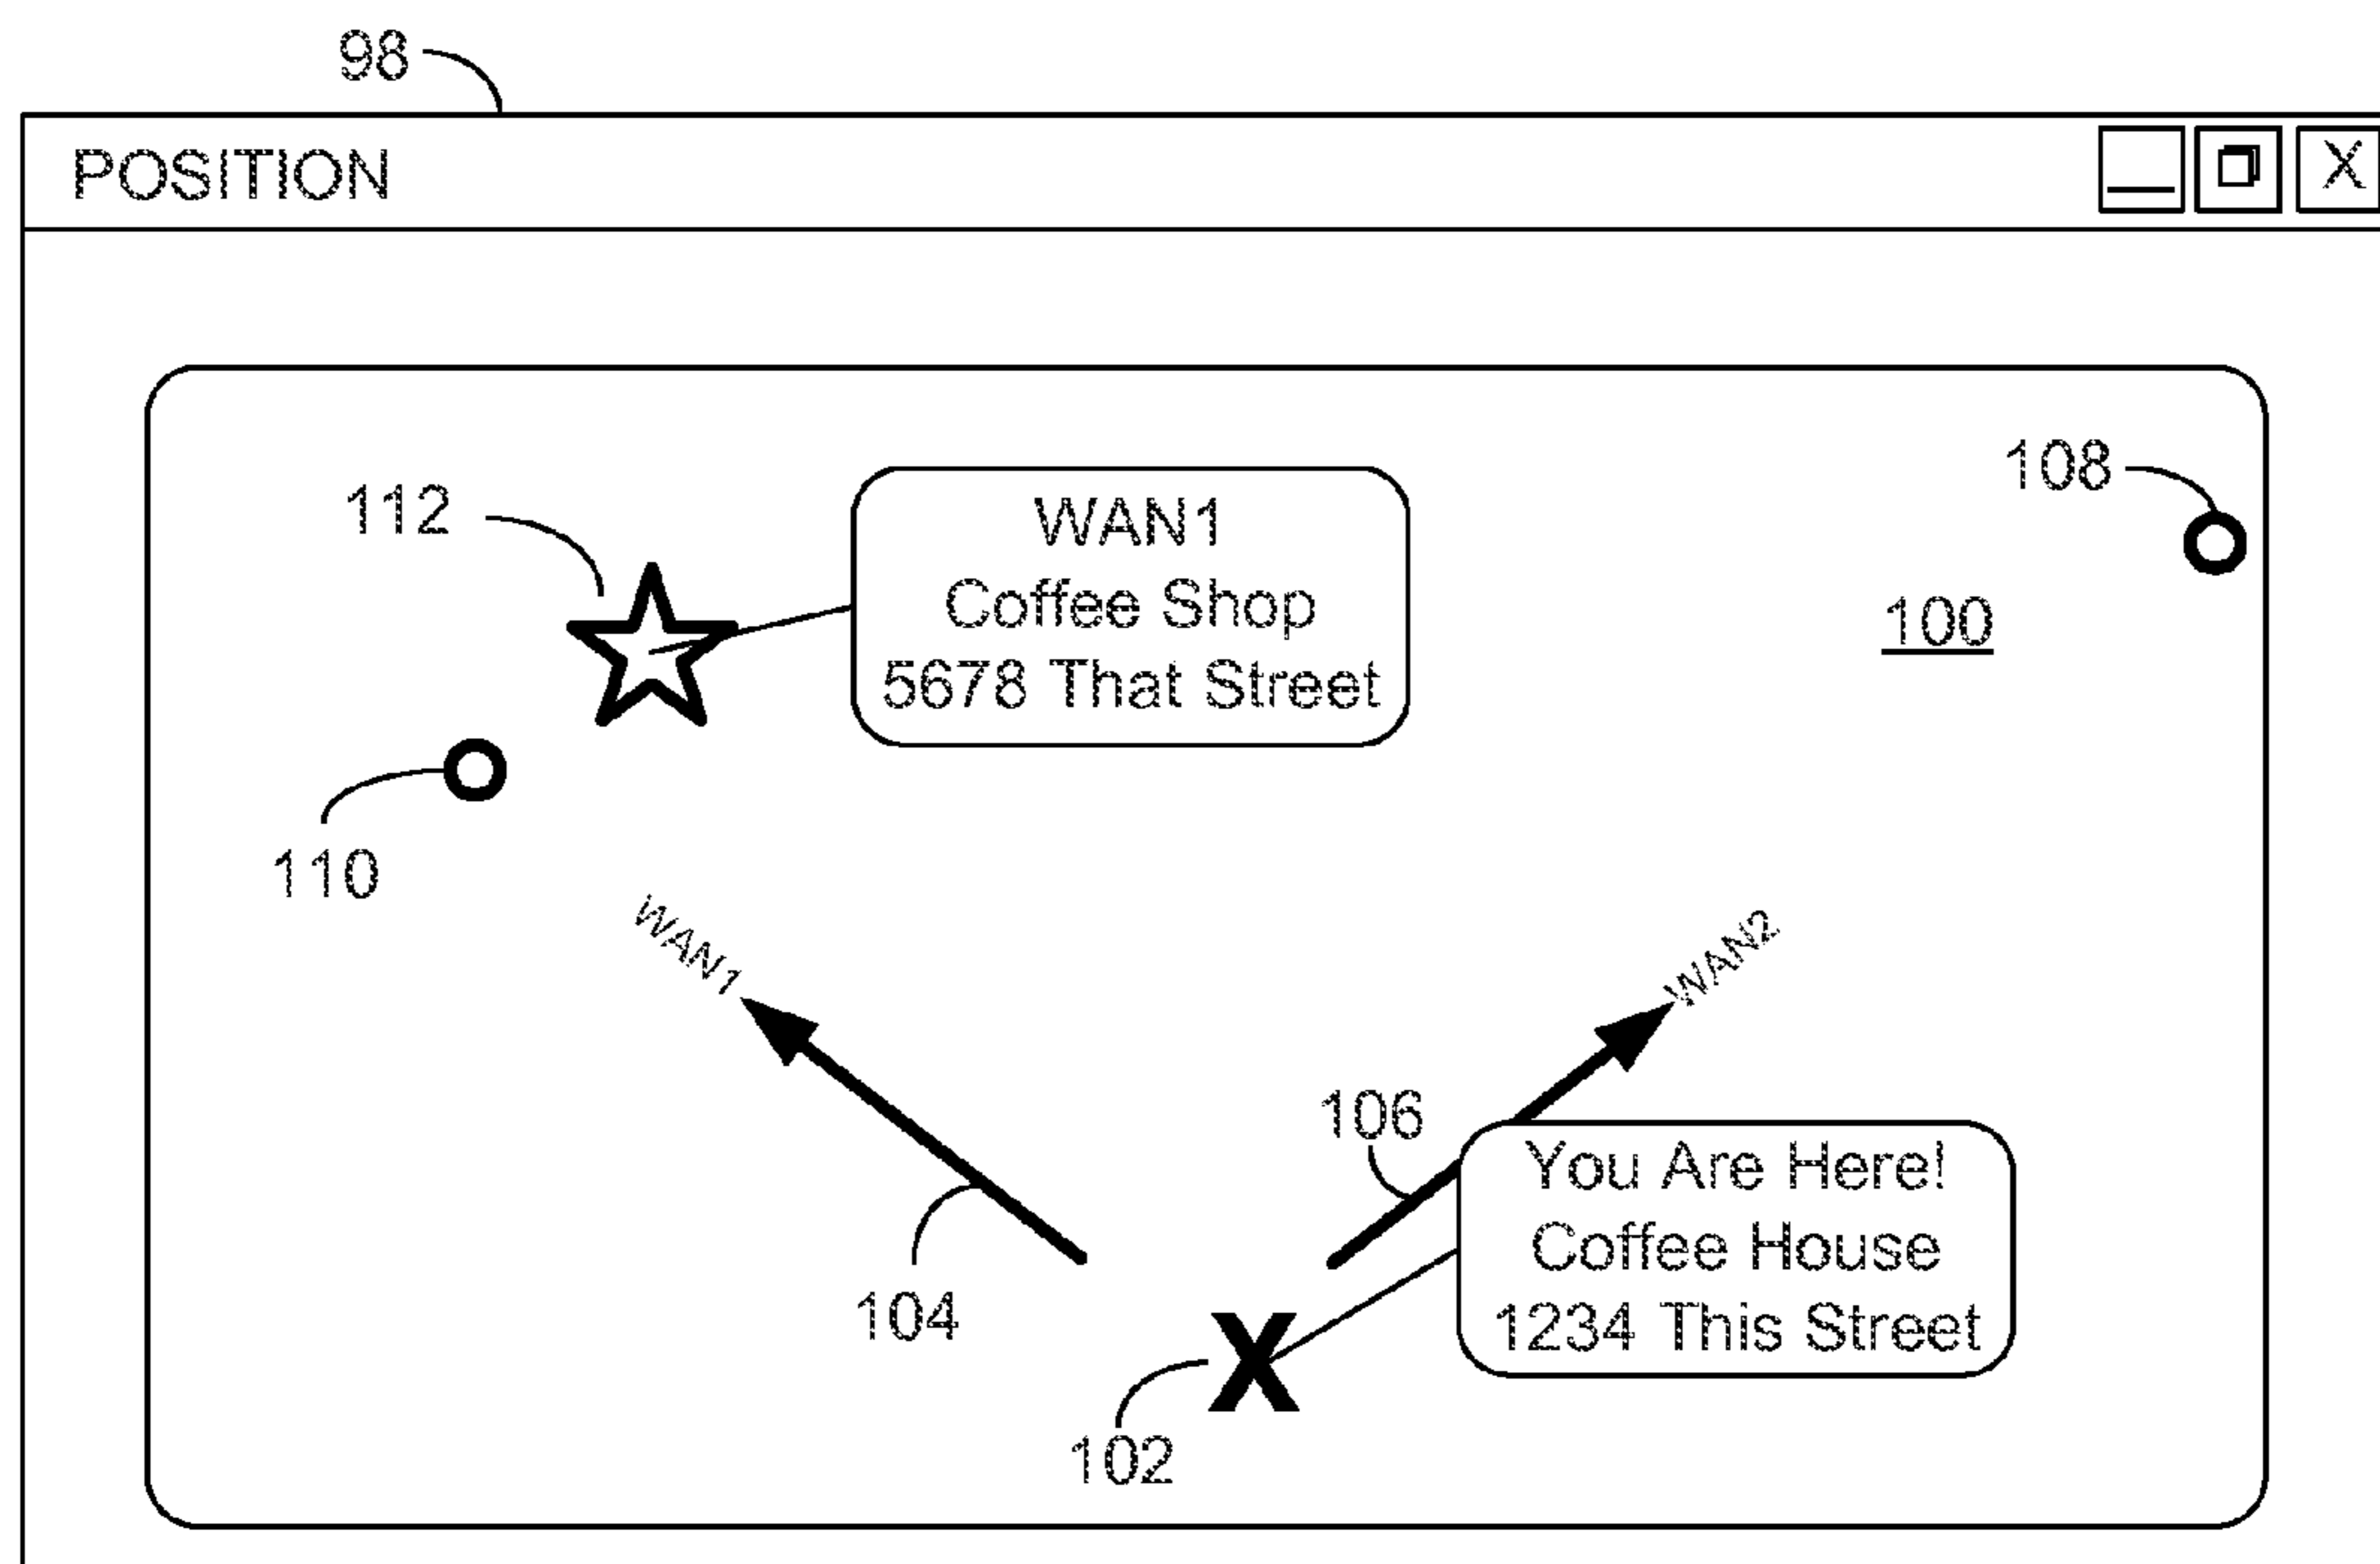 98
POSITION
X
112
WAN1
Coffee Shop
5678 That Street
108
100
110
WAN1
WAN2
106
You Are Here!
Coffee House
1234 This Street
104
X
102